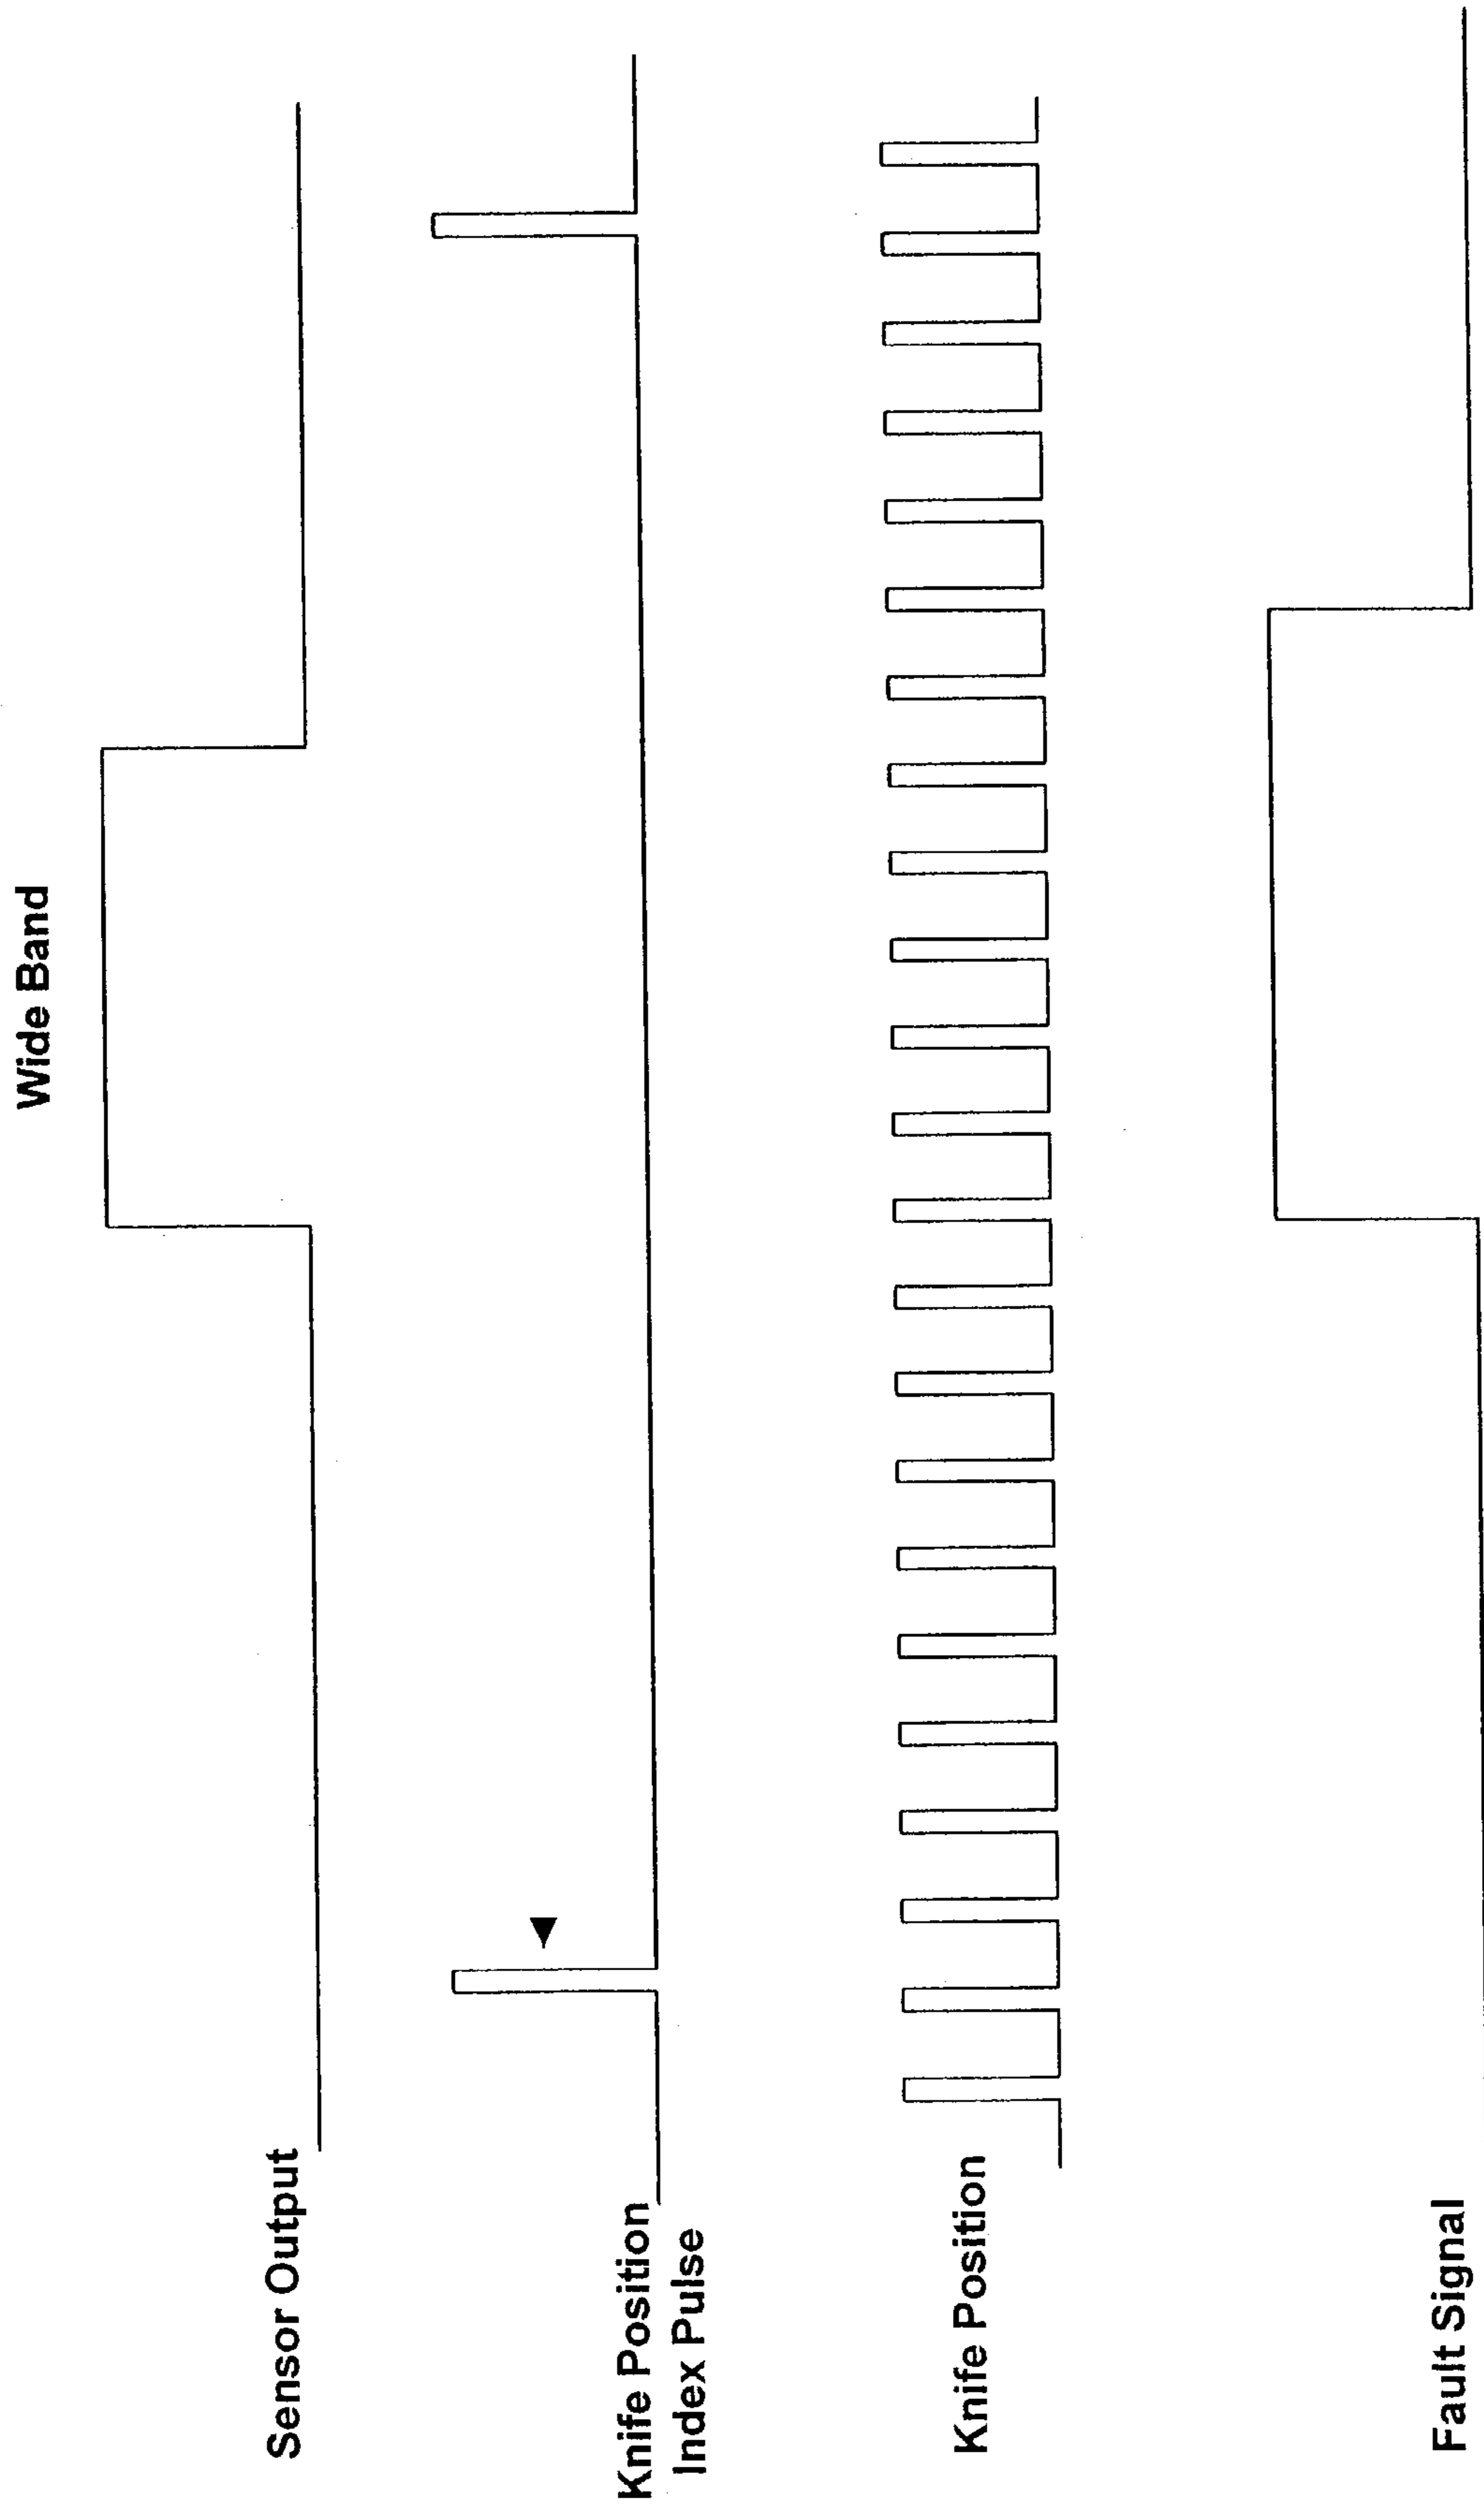 Wide Band
Sensor Output
Knife Position
Index Pulse
Knife Position
Fault Signal